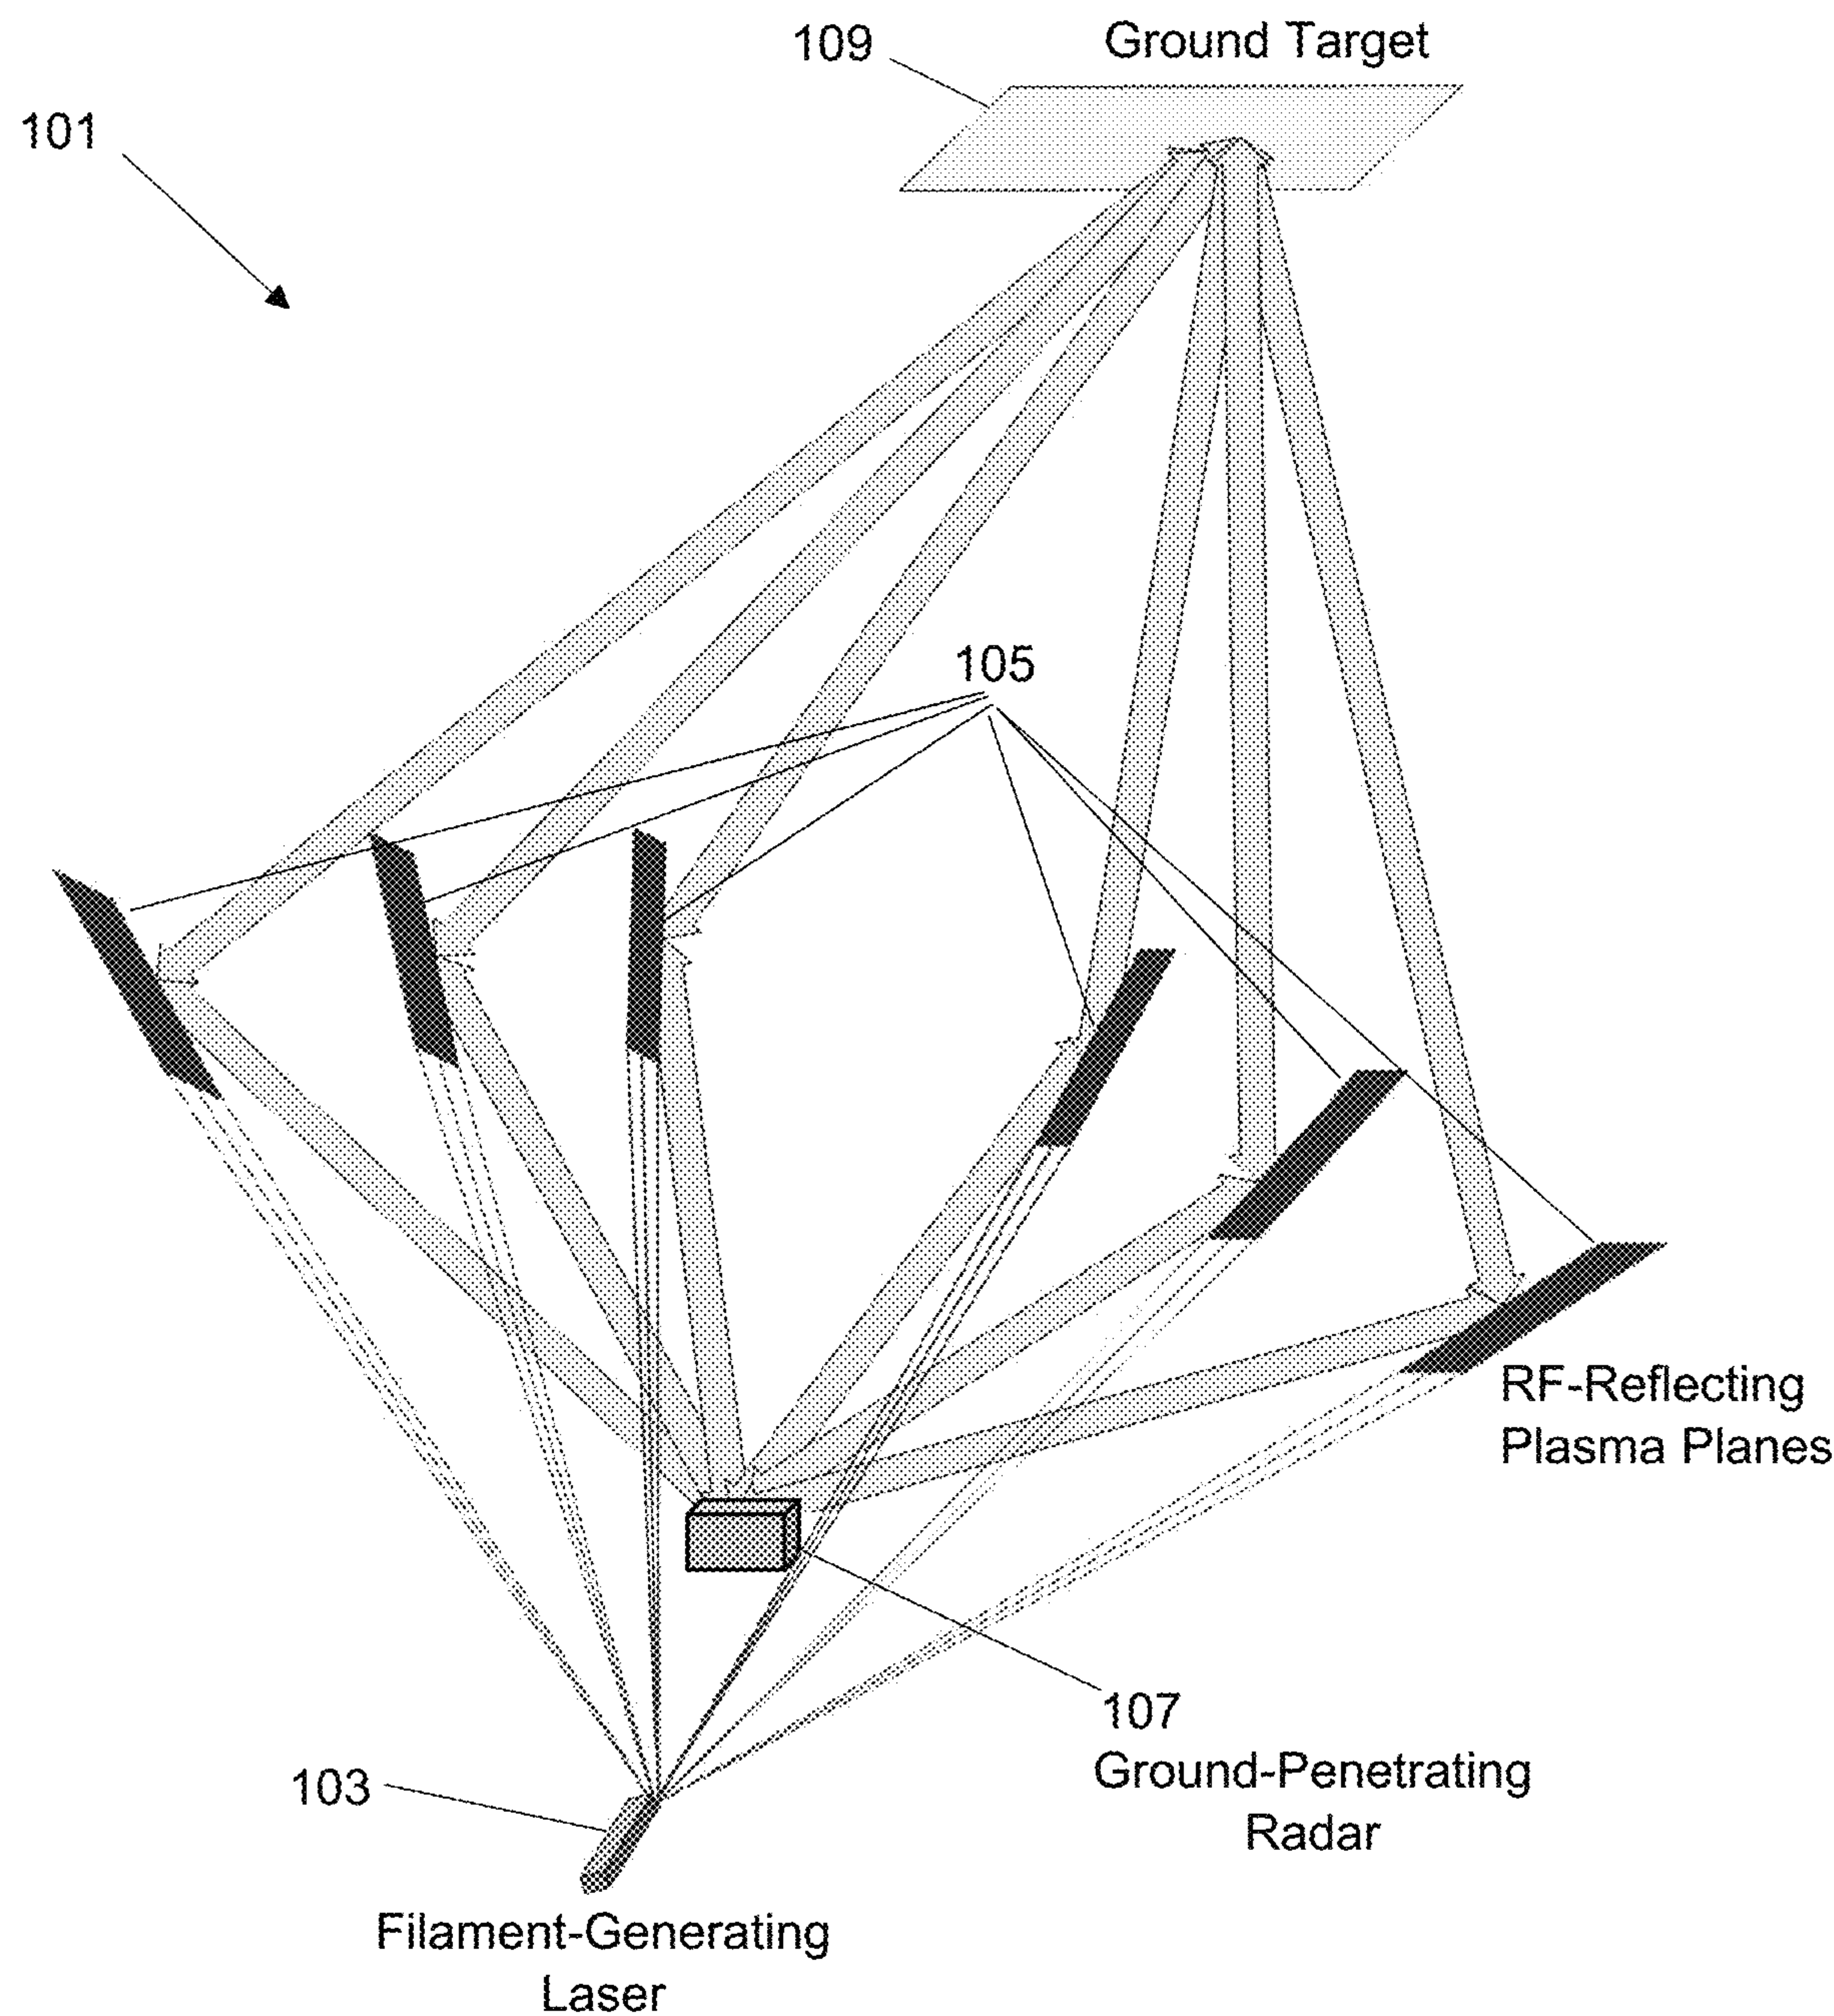 109
Ground Target
101
105
RF-Reflecting
Plasma Planes
107
Ground-Penetrating
Radar
103
Filament-Generating
Laser